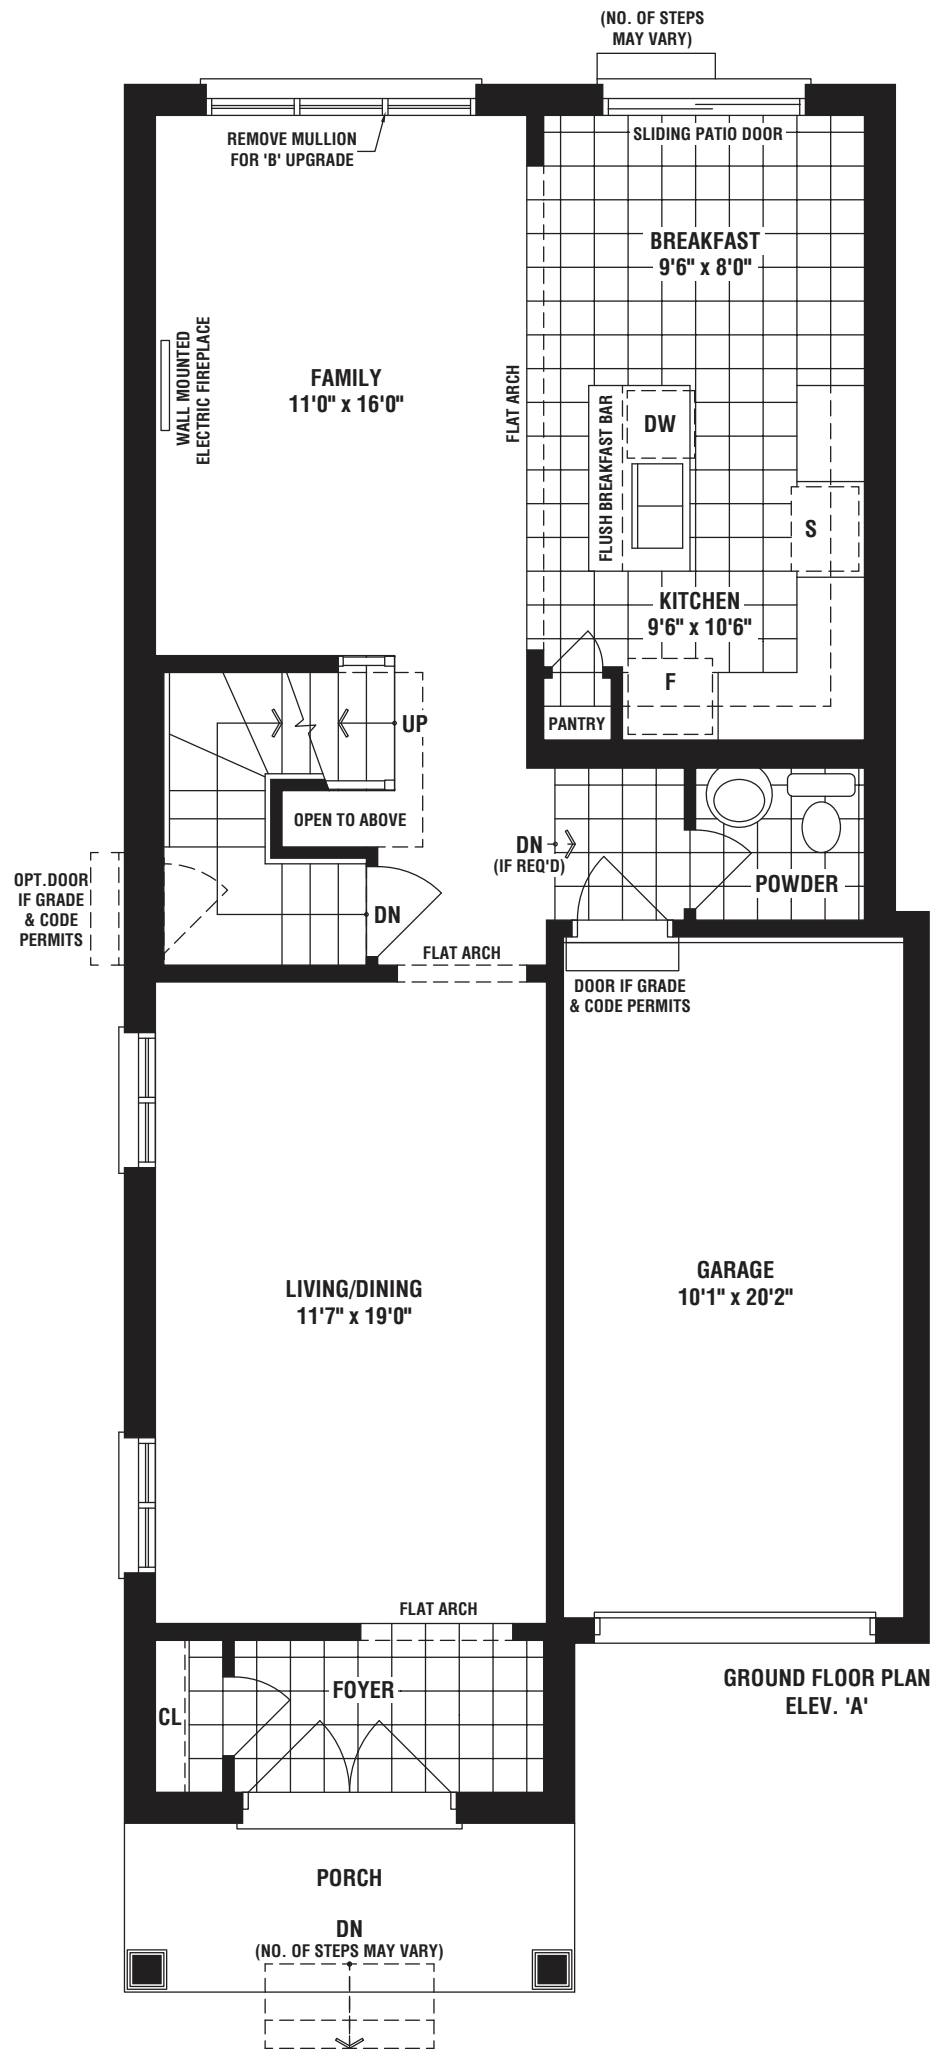 (NO. OF STEPS
MAY VARY)
REMOVE MULLION
FOR 'B' UPGRADE
SLIDING PATIO DOOR
BREAKFAST
9'6" x 8'0"
WALL MOUNTED
ELECTRIC FIREPLACE
FAMILY
11'0" x 16'0"
FLAT ARCH
FLUSH BREAKFAST BAR
DW
S
KITCHEN
9'6" x 10'6"
F
PANTRY
UP
OPEN TO ABOVE
DN
(IF REQ'D)
POWDER
OPT.DOOR
IF GRADE
& CODE
PERMITS
DN
FLAT ARCH
DOOR IF GRADE
& CODE PERMITS
GARAGE
10'1" x 20'2"
LIVING/DINING
11'7" x 19'0"
FLAT ARCH
FOYER
CL
GROUND FLOOR PLAN
ELEV. 'A'
PORCH
DN
(NO. OF STEPS MAY VARY)